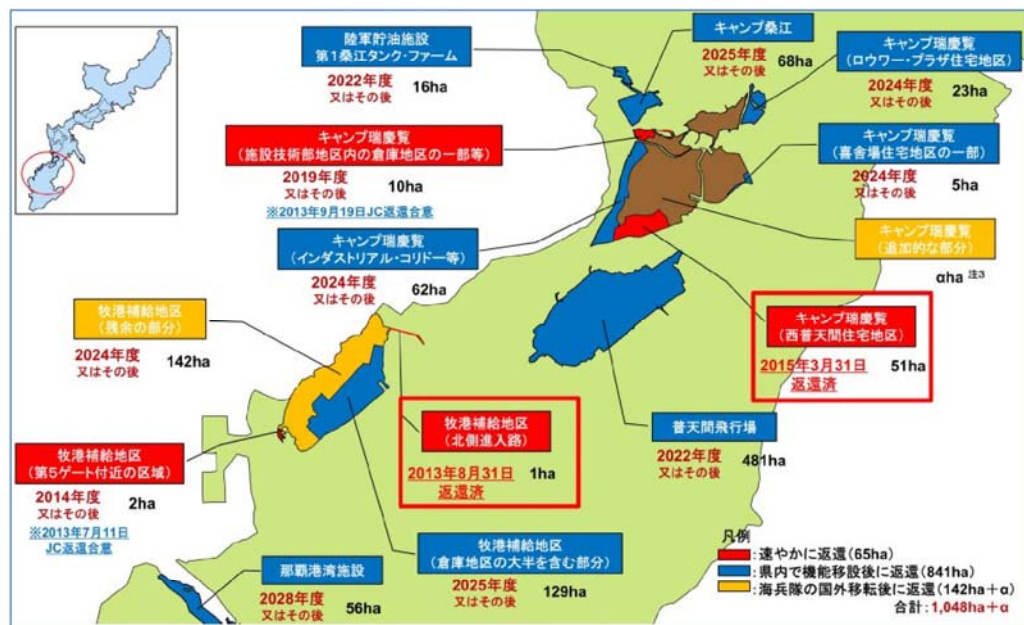 陸軍貯油施設
第1桑江タンク・ファーム
2022年度
又はその後
16ha
キャンプ桑江
2025年度
又はその後
68ha
キャンプ瑞慶覧
(ロウワー・プラザ住宅地区)
2024年度
又はその後
23ha
キャンプ瑞慶覧
(施設技術部地区内の倉庫地区の一部等)
2019年度
又はその後
10ha
※2013年9月19日JC返還合意
キャンプ瑞慶覧
(喜舎場住宅地区の一部)
2024年度
又はその後
5ha
キャンプ瑞慶覧
(インダストリアル・コリドー等)
2024年度
又はその後
62ha
キャンプ瑞慶覧
(追加的な部分)
αha 注3
牧港補給地区
(残余の部分)
2024年度
又はその後
142ha
キャンプ瑞慶覧
(西普天間住宅地区)
2015年3月31日
返還済
51ha
牧港補給地区
(北側進入路)
2013年8月31日
返還済
1ha
普天間飛行場
2022年度
又はその後
481ha
牧港補給地区
(第5ゲート付近の区域)
2014年度
又はその後
2ha
※2013年7月11日
JC返還合意
牧港補給地区
(倉庫地区の大半を含む部分)
2025年度
又はその後
129ha
那覇港湾施設
2028年度
又はその後
56ha
凡例
:速やかに返還(65ha)
:県内で機能移設後に返還(841ha)
:海兵隊の国外移転後に返還(142ha+α)
合計:1,048ha+α